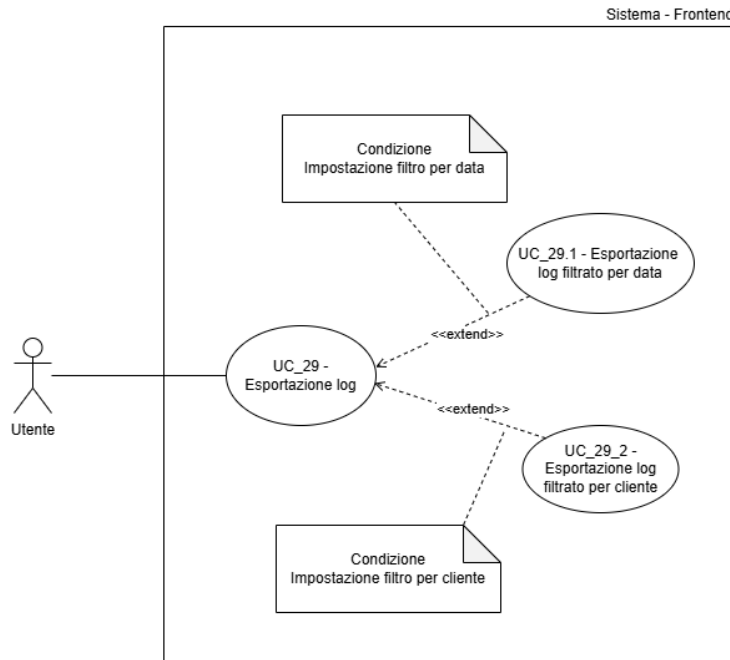 Sistema - Frontend
Condizione
Impostazione filtro per data
UC_29.1 - Esportazione
log filtrato per data
<<extend>>
UC_29 -
Esportazione log
<<extend>>
Utente
UC_29_2 -
Esportazione log
filtrato per cliente
Condizione
Impostazione filtro per cliente